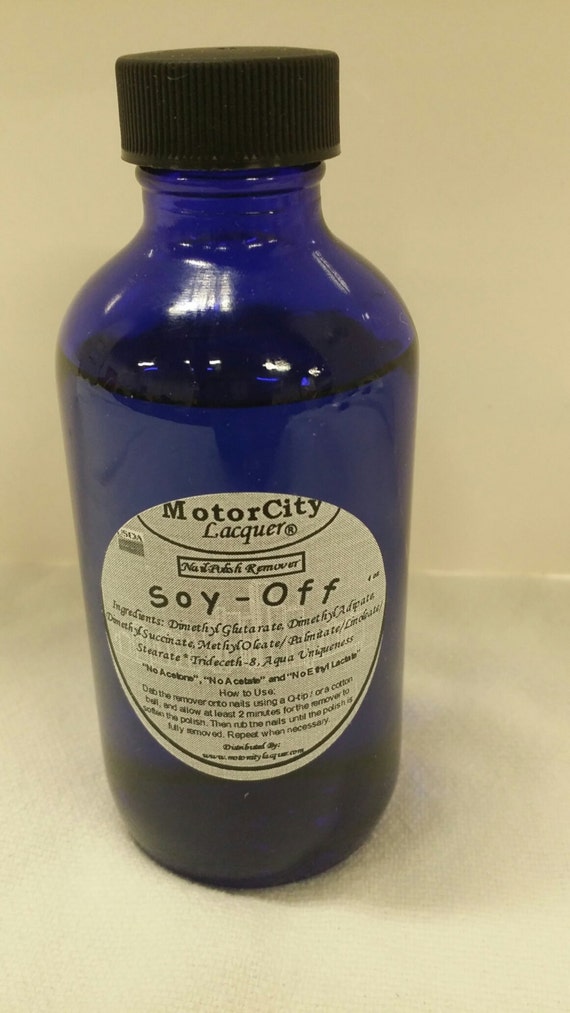 MotorCity
Lacquer®
USDA
Nail Polish Remover
4 oz
Soy-Off
Ingredients: Dimethyl Glutarate, Dimethyl Adipate,
Dimethyl Succinate, Methyl Oleate/ Palmitate/Linoleate/
Stearate * Trideceth-8, Aqua Uniqueness
"No Acetone", "No Acetate" and "No Ethyl Lactate"
How to Use:
Dab the remover onto nails using a Q-tip / or a cotton
ball, and allow at least 2 minutes for the remover to
soften the polish. Then rub the nails until the polish is
fully removed. Repeat when necessary.
Distributed By:
www.motorcitylacquer.com